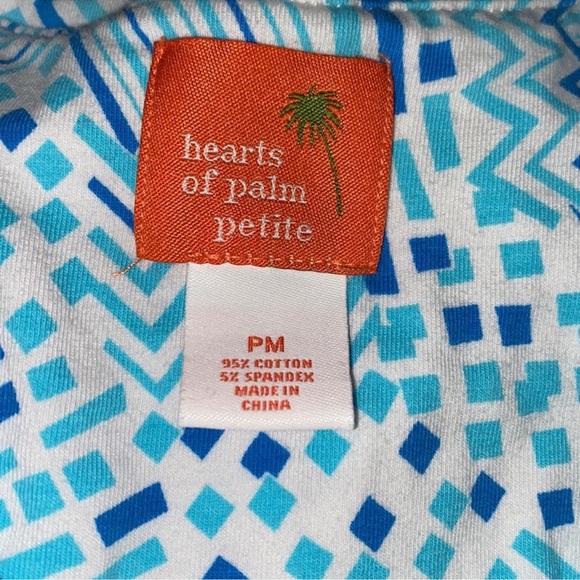 hearts
of palm
petite
PM
95% COTTON
5% SPANDEX
MADE IN
CHINA